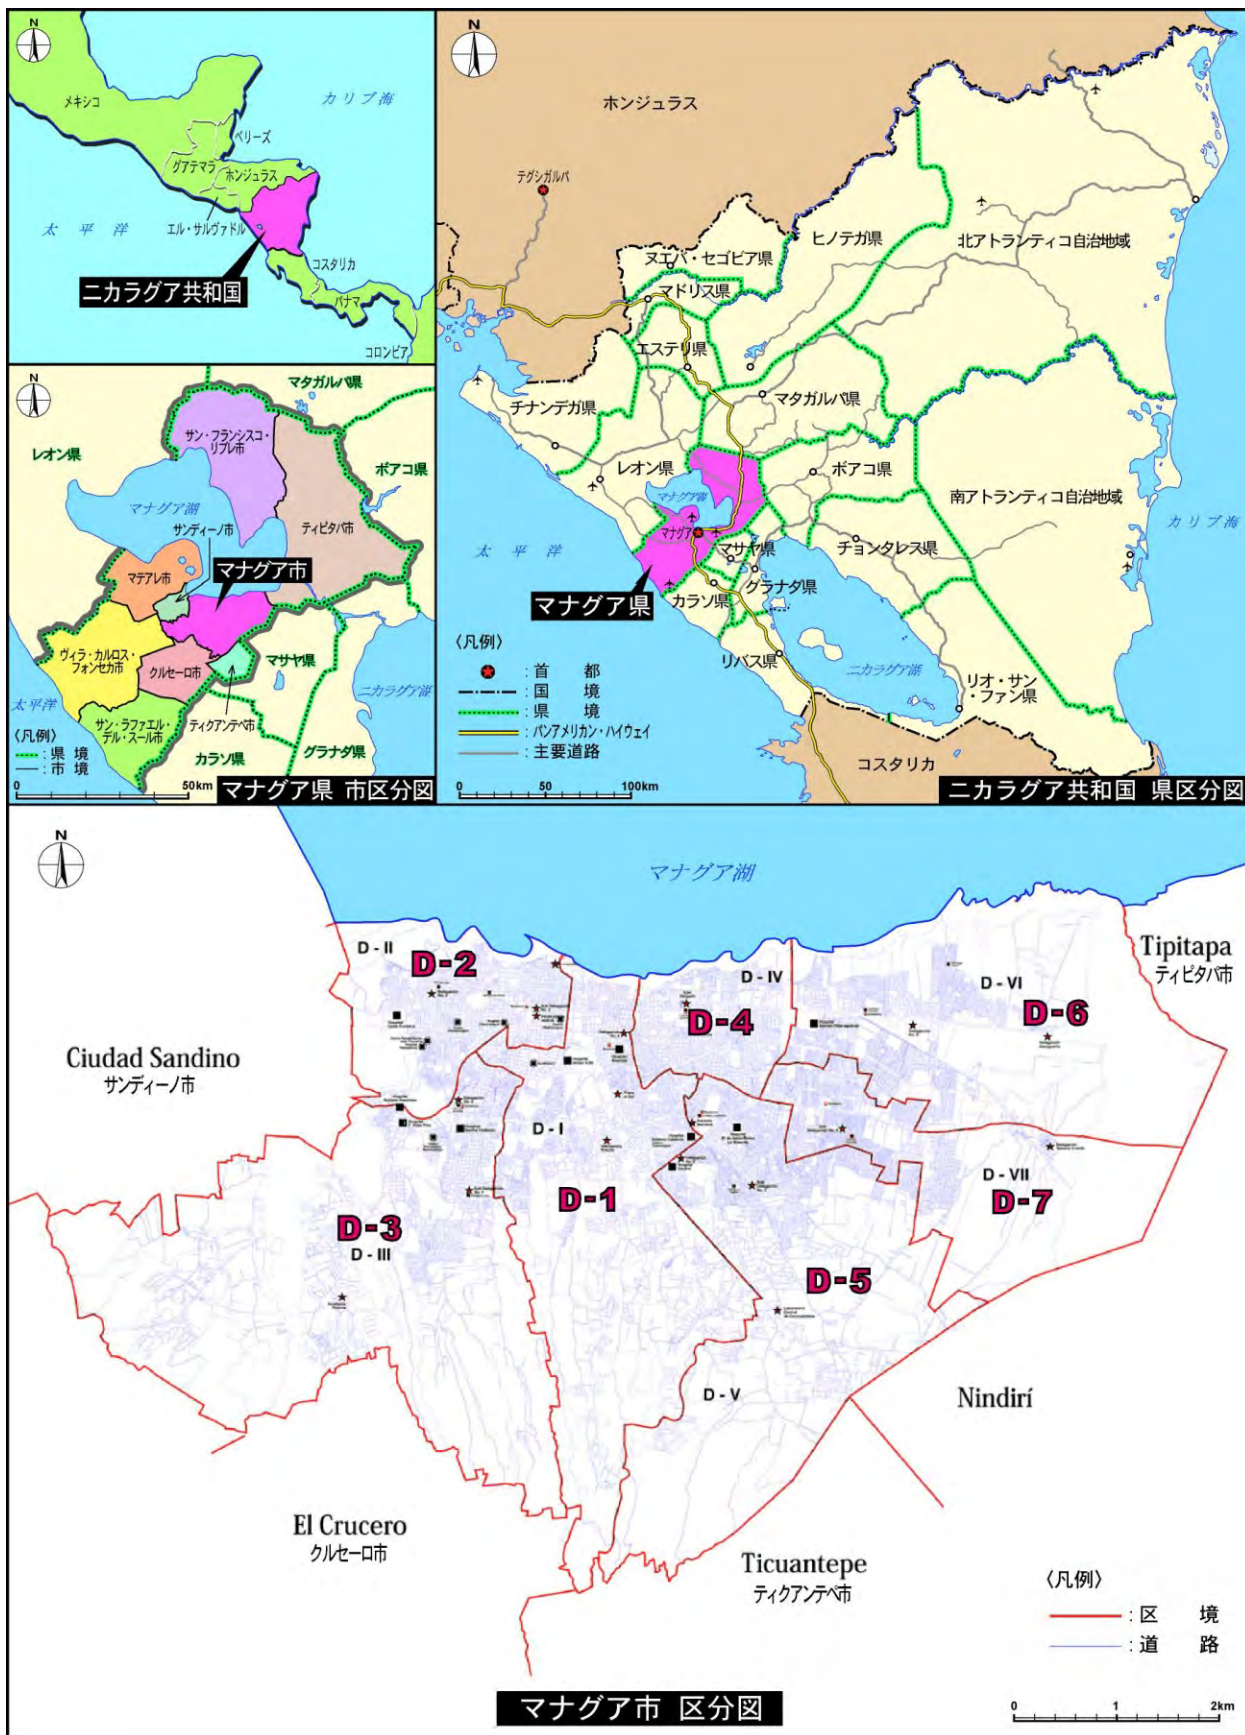 N
メキシコ
カリブ海
ベリーズ
グアテマラ
ホンジュラス
太平洋
エル・サルヴァドル
コスタリカ
ニカラグア共和国
パナマ
コロンビア
N
マタガルパ県
サン・フランシスコ・
リブレ市
レオン県
ボアコ県
マナグア湖
サンディーノ市
ティピタパ市
マナグア市
マテアレ市
ヴィラ・カルロス・
フォンセカ市
クルセーロ市
マサヤ県
ニカラグア湖
太平洋
ティクアンテペ市
サン・ラファエル・
デル・スール市
〈凡例〉
：県境
：市境
カラソ県
グラナダ県
0 50km
マナグア県 市区分図
N
ホンジュラス
テグシガルパ
ヒノテガ県
北アトランティコ自治地域
ヌエバ・セゴビア県
マドリス県
エステリ県
チナンデガ県
マタガルパ県
レオン県
ボアコ県
マナグア湖
南アトランティコ自治地域
カリブ海
太平洋
マナグア
マサヤ県
チョンタレス県
グラナダ県
マナグア県
カラソ県
〈凡例〉
：首都
：国境
：県境
：パンアメリカン・ハイウェイ
：主要道路
リバス県
ニカラグア湖
リオ・サン・
ファン県
コスタリカ
0 50 100km
ニカラグア共和国 県区分図
N
マナグア湖
D - II
D-2
D - IV
D-4
D - VI
D-6
Tipitapa
ティピタパ市
Ciudad Sandino
サンディーノ市
D - I
D-1
D - VII
D-7
D-3
D - III
D-5
D - V
Nindirí
El Crucero
クルセーロ市
Ticuantepe
ティクアンテペ市
〈凡例〉
：区境
：道路
マナグア市 区分図
0 1 2km